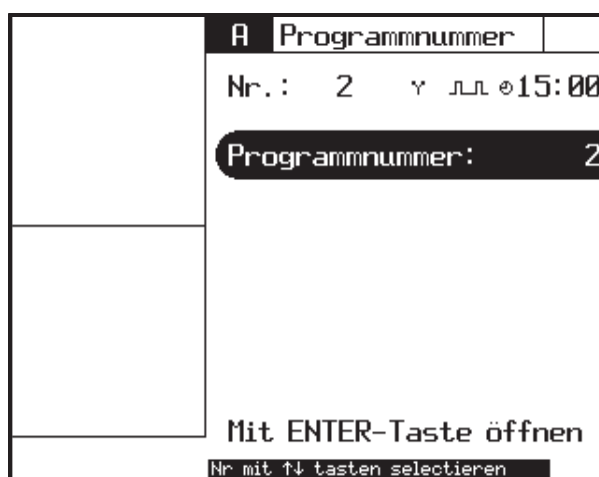 A Programmnummer
Nr.: 2 15:00
Programmnummer: 2
Mit ENTER-Taste öffnen
Nr mit ↑↓ tasten selectieren